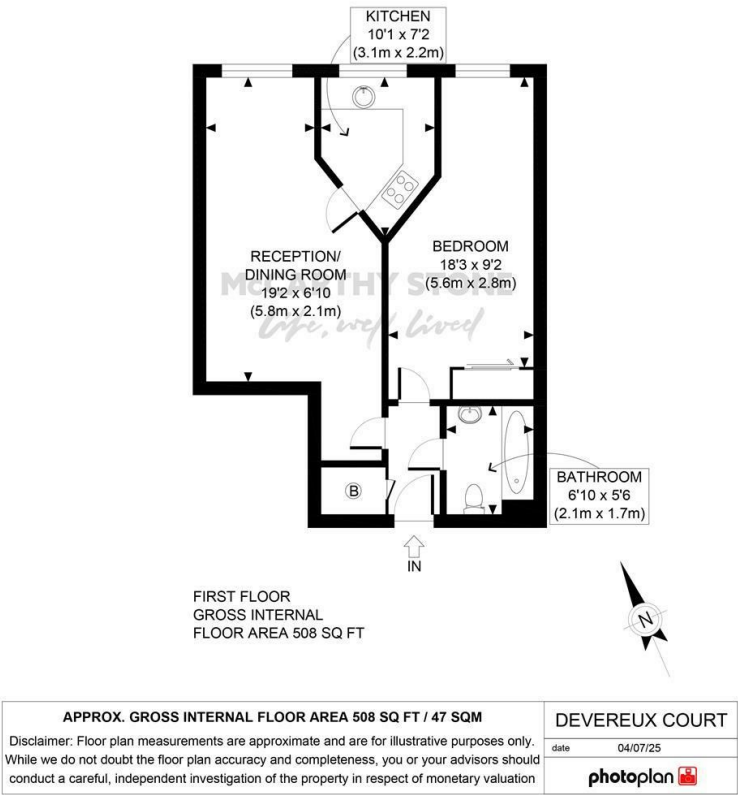 KITCHEN
10'1 x 7'2
(3.1m x 2.2m)
RECEPTION/
DINING ROOM
19'2 x 6'10
(5.8m x 2.1m)
BEDROOM
18'3 x 9'2
(5.6m x 2.8m)
McCARTHY STONE
life, well lived
B
BATHROOM
6'10 x 5'6
(2.1m x 1.7m)
IN
FIRST FLOOR
GROSS INTERNAL
FLOOR AREA 508 SQ FT
N
APPROX. GROSS INTERNAL FLOOR AREA 508 SQ FT / 47 SQM
Disclaimer: Floor plan measurements are approximate and are for illustrative purposes only.
While we do not doubt the floor plan accuracy and completeness, you or your advisors should
conduct a careful, independent investigation of the property in respect of monetary valuation
DEVEREUX COURT
date 04/07/25
photoplan